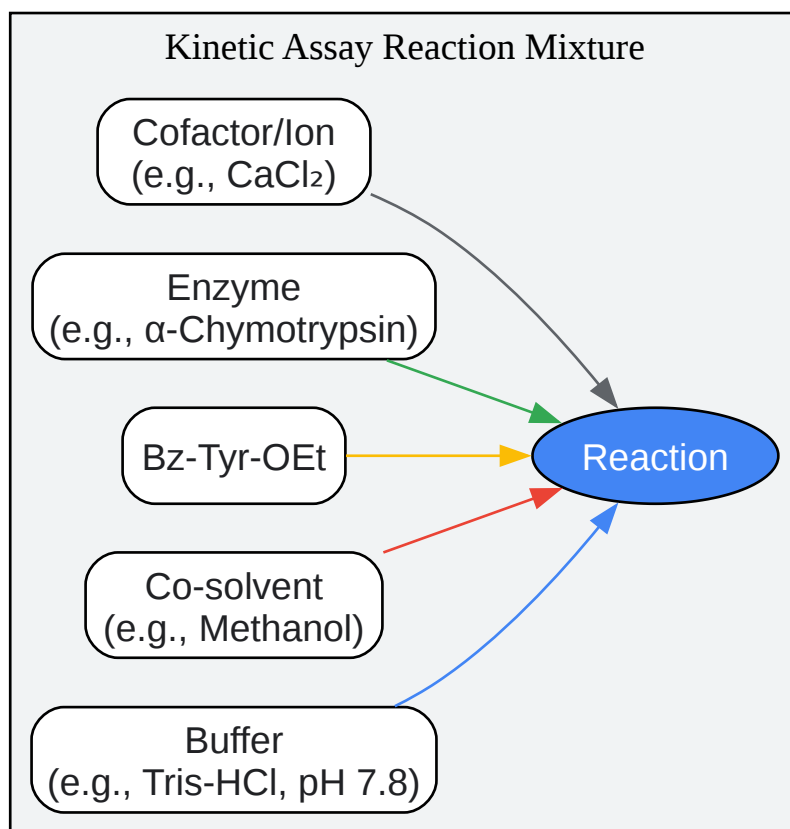 Kinetic Assay Reaction Mixture
Cofactor/Ion
(e.g., CaCl₂)
Enzyme
(e.g., α-Chymotrypsin)
Bz-Tyr-OEt
Reaction
Co-solvent
(e.g., Methanol)
Buffer
(e.g., Tris-HCl, pH 7.8)